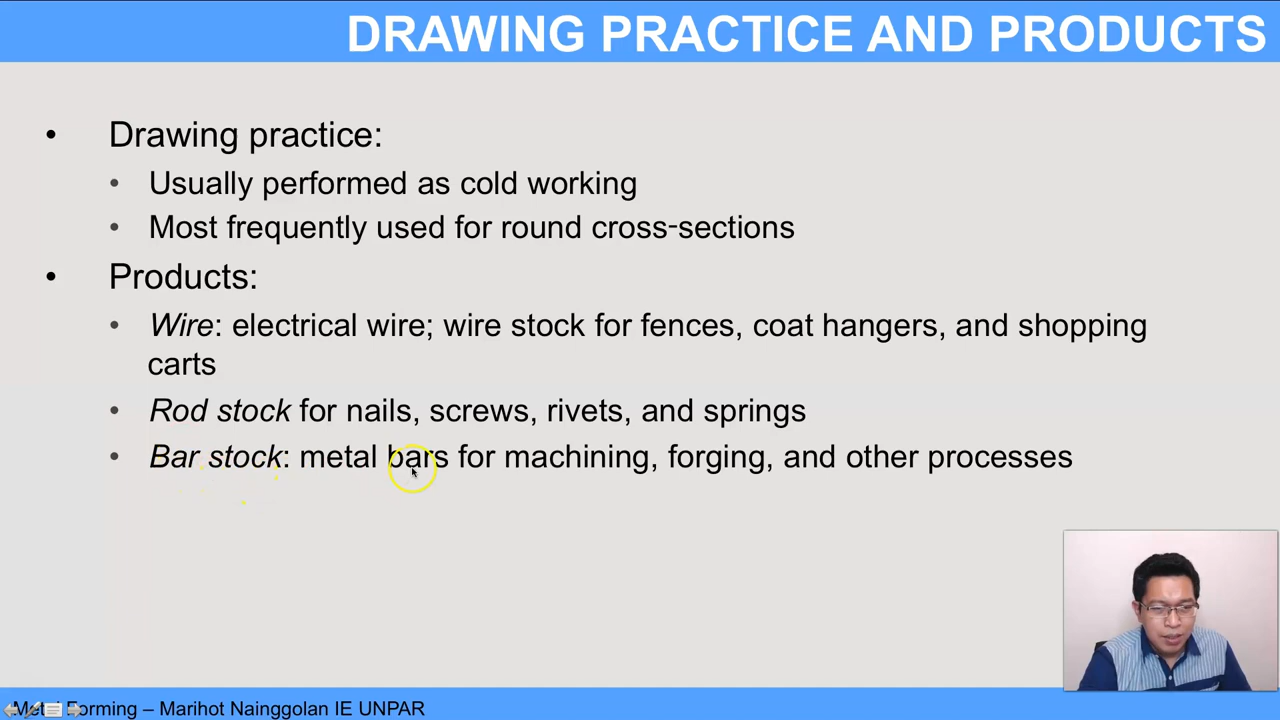 DRAWING PRACTICE AND PRODUCTS
• Drawing practice:
• Usually performed as cold working
• Most frequently used for round cross-sections
• Products:
• Wire: electrical wire; wire stock for fences, coat hangers, and shopping
carts
• Rod stock for nails, screws, rivets, and springs
• Bar stock: metal bars for machining, forging, and other processes
Metal Forming – Marihot Nainggolan IE UNPAR